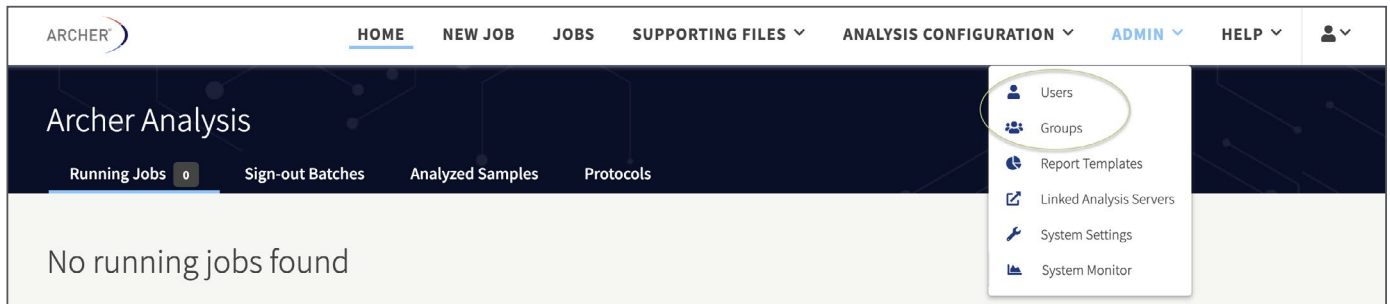 ARCHER
HOME NEW JOB JOBS SUPPORTING FILES ANALYSIS CONFIGURATION ADMIN HELP
Users
Groups
Report Templates
Linked Analysis Servers
System Settings
System Monitor
Archer Analysis
Running Jobs 0 Sign-out Batches Analyzed Samples Protocols
No running jobs found